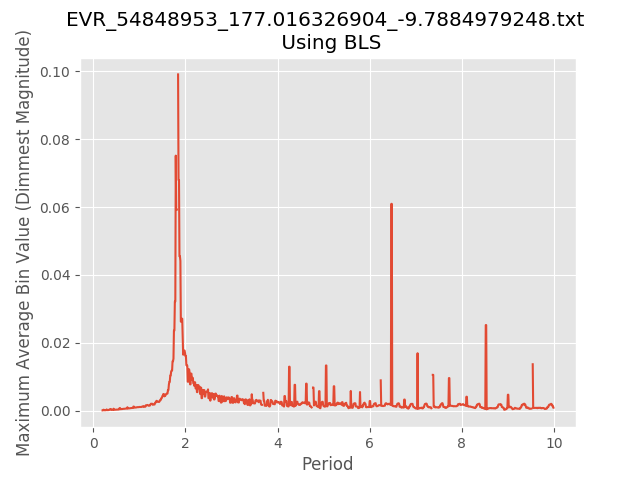 EVR_54848953_177.016326904_-9.7884979248.txt
Using BLS
Maximum Average Bin Value (Dimmest Magnitude)
0.10
0.08
0.06
0.04
0.02
0.00
0 2 4 6 8 10
Period